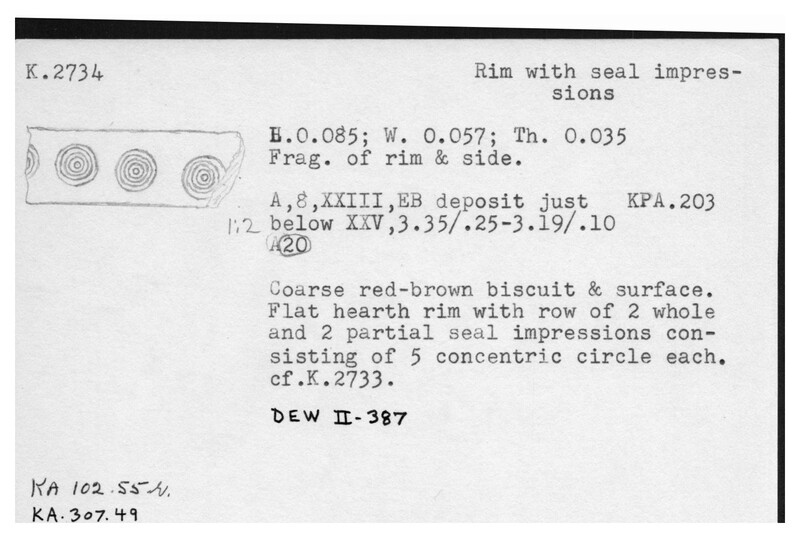 K.2734
Rim with seal impres-
sions
H.0.085; W. 0.057; Th. 0.035
Frag. of rim & side.
A,8,XXIII,EB deposit just KPA.203
below XXV,3.35/.25-3.19/.10
1:2
A20
Coarse red-brown biscuit & surface.
Flat hearth rim with row of 2 whole
and 2 partial seal impressions con-
sisting of 5 concentric circle each.
cf.K.2733.
DEW II-387
KA 102.55
KA.307.49